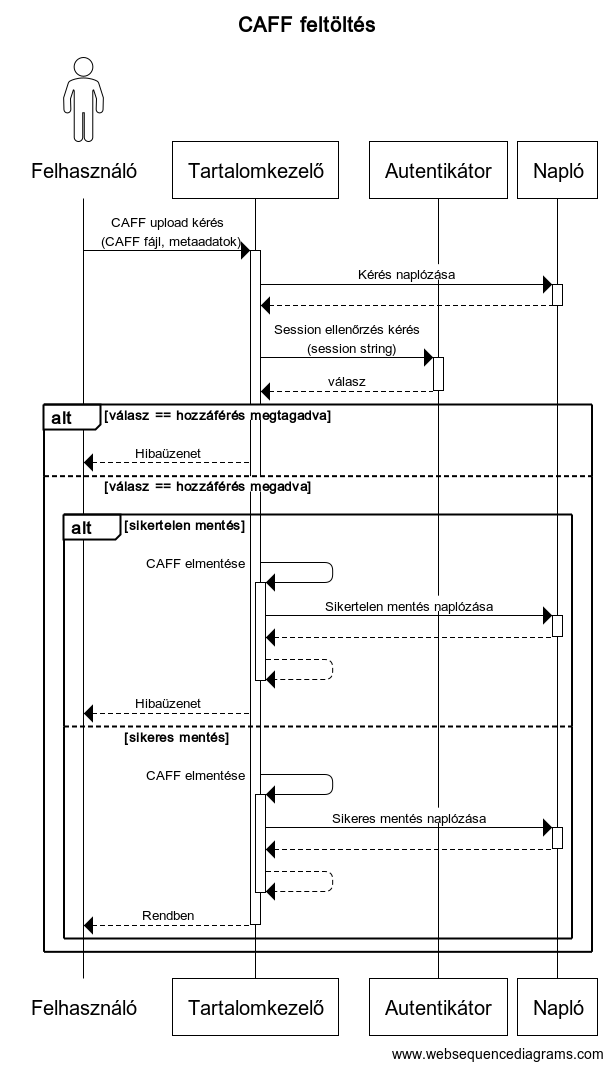 CAFF feltöltés
Felhasználó
Tartalomkezelő
Autentikátor
Napló
CAFF upload kérés
(CAFF fájl, metaadatok)
Kérés naplózása
Session ellenőrzés kérés
(session string)
válasz
alt
[válasz == hozzáférés megtagadva]
Hibaüzenet
[válasz == hozzáférés megadva]
alt
[sikertelen mentés]
CAFF elmentése
Sikertelen mentés naplózása
Hibaüzenet
[sikeres mentés]
CAFF elmentése
Sikeres mentés naplózása
Rendben
Felhasználó
Tartalomkezelő
Autentikátor
Napló
www.websequencediagrams.com